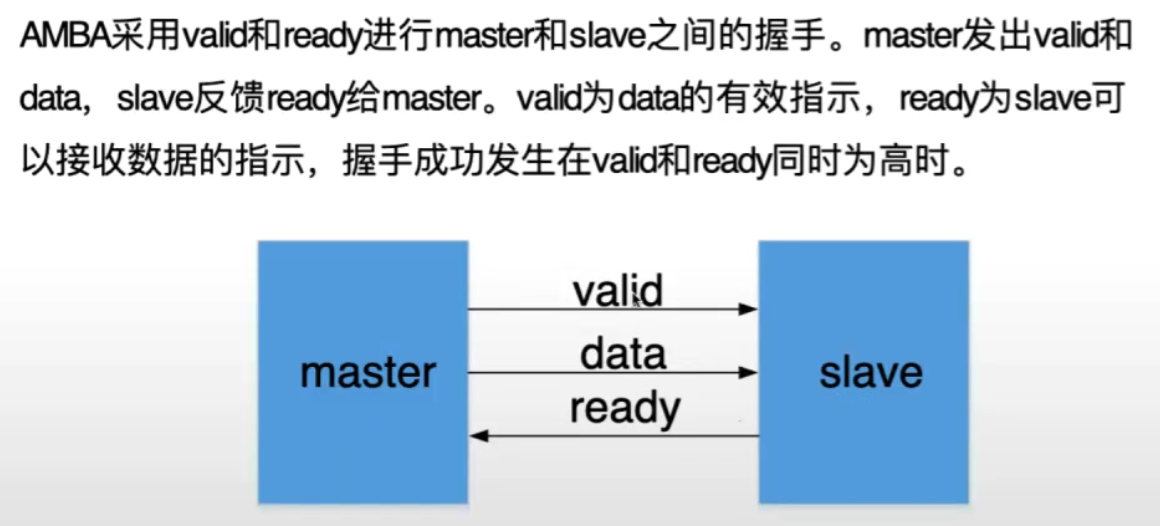 AMBA采用valid和ready进行master和slave之间的握手。master发出valid和
data，slave反馈ready给master。valid为data的有效指示，ready为slave可
以接收数据的指示，握手成功发生在valid和ready同时为高时。
valid
data
master
slave
ready